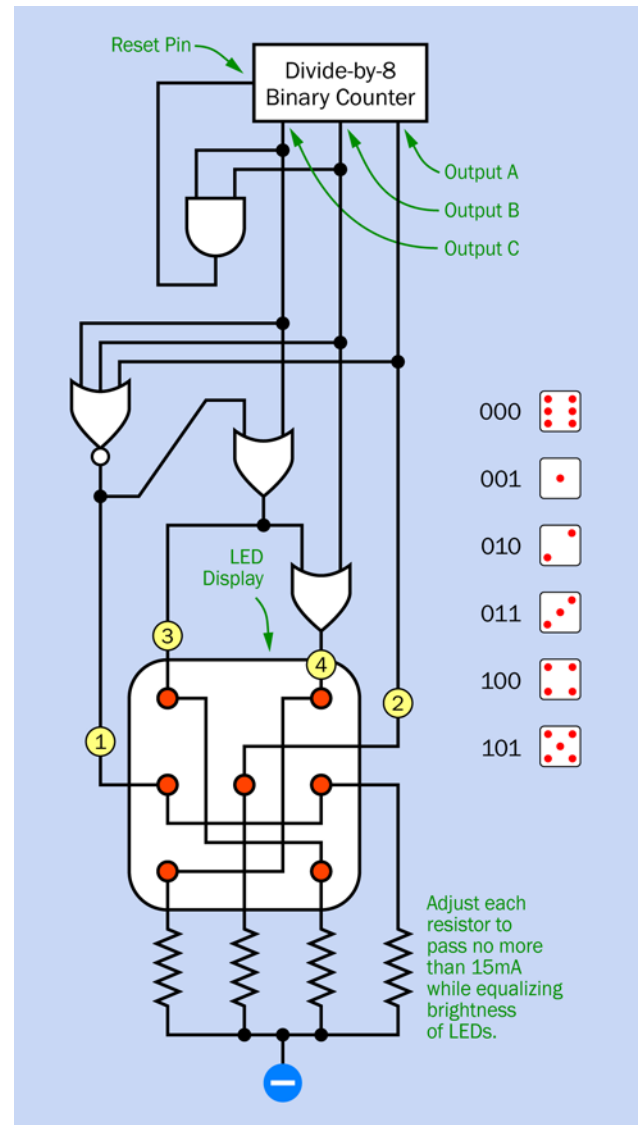 Reset Pin
Divide-by-8
Binary Counter
Output A
Output B
Output C
000
001
010
LED
Display
011
3
4
100
2
1
101
Adjust each
resistor to
pass no more
than 15mA
while equalizing
brightness
of LEDs.